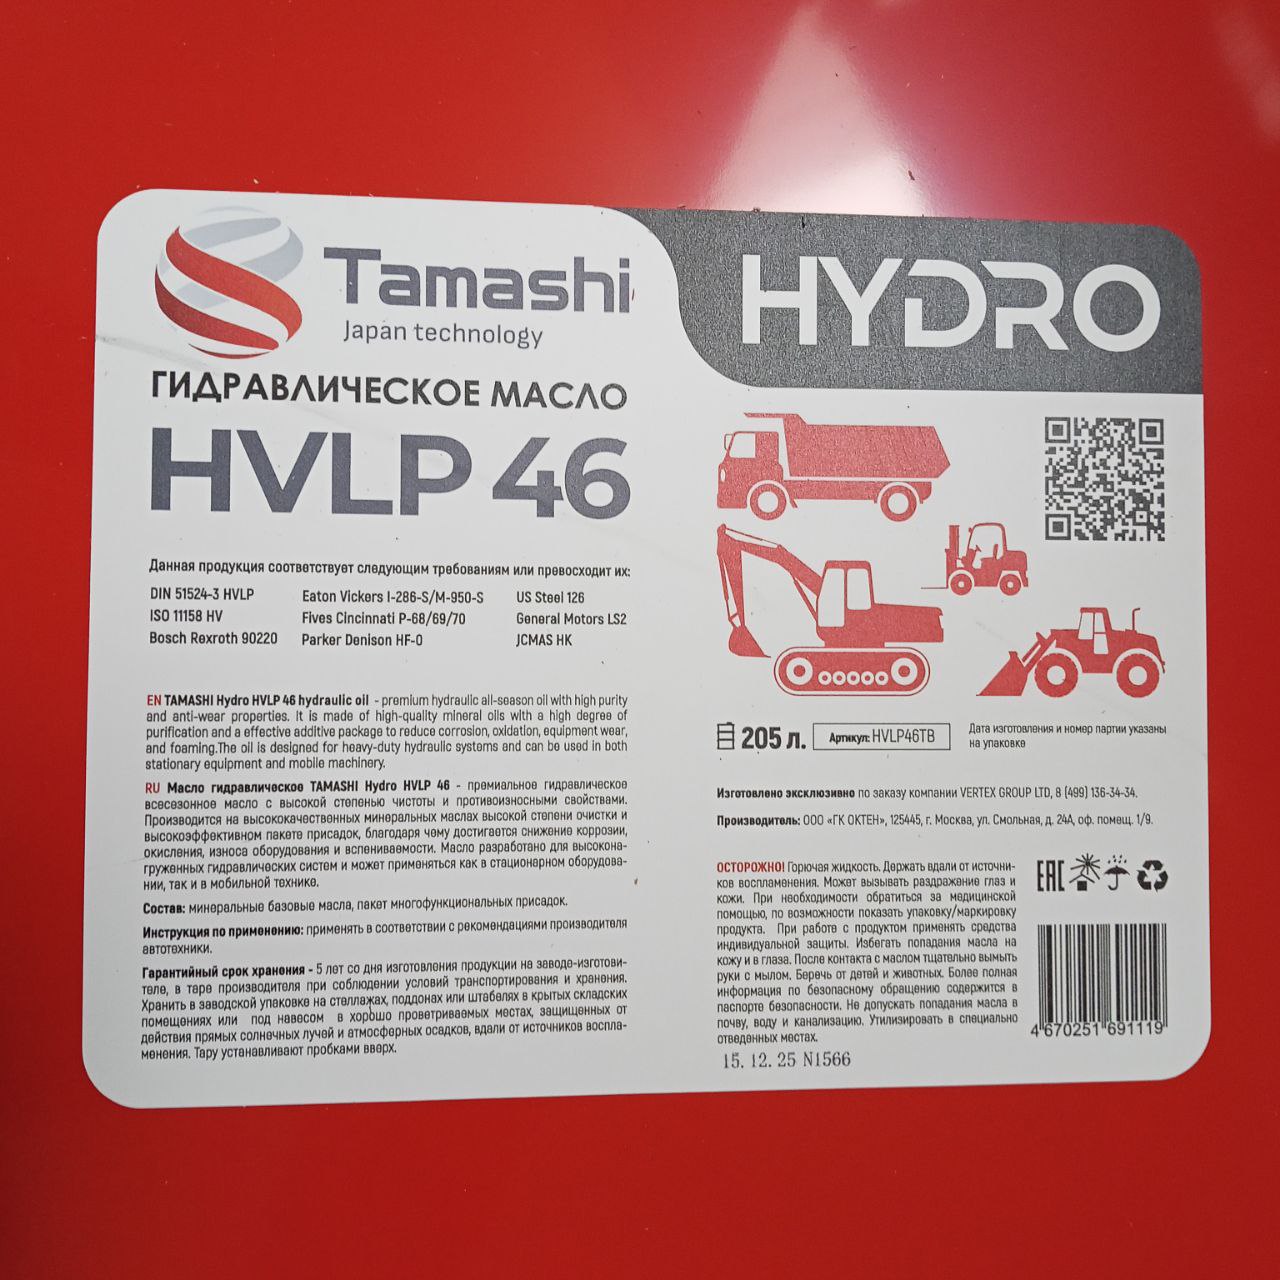 Tamashi
Japan technology
HYDRO
ГИДРАВЛИЧЕСКОЕ МАСЛО
HVLP 46
Данная продукция соответствует следующим требованиям или превосходит их:
DIN 51524-3 HVLP
ISO 11158 HV
Bosch Rexroth 90220
Eaton Vickers I-286-S/M-950-S
Fives Cincinnati P-68/69/70
Parker Denison HF-0
US Steel 126
General Motors LS2
JCMAS HK
EN TAMASHI Hydro HVLP 46 hydraulic oil - premium hydraulic all-season oil with high purity
and anti-wear properties. It is made of high-quality mineral oils with a high degree of
purification and a effective additive package to reduce corrosion, oxidation, equipment wear,
and foaming.The oil is designed for heavy-duty hydraulic systems and can be used in both
stationary equipment and mobile machinery.
RU Масло гидравлическое TAMASHI Hydro HVLP 46 - премиальное гидравлическое
всесезонное масло с высокой степенью чистоты и противоизносными свойствами.
Производится на высококачественных минеральных маслах высокой степени очистки и
высокоэффективном пакете присадок, благодаря чему достигается снижение коррозии,
окисления, износа оборудования и вспениваемости. Масло разработано для высокона-
груженных гидравлических систем и может применяться как в стационарном оборудова-
нии, так и в мобильной технике.
Состав: минеральные базовые масла, пакет многофункциональных присадок.
Инструкция по применению: применять в соответствии с рекомендациями производителя
автотехники.
Гарантийный срок хранения - 5 лет со дня изготовления продукции на заводе-изготови-
теле, в таре производителя при соблюдении условий транспортирования и хранения.
Хранить в заводской упаковке на стеллажах, поддонах или штабелях в крытых складских
помещениях или под навесом в хорошо проветриваемых местах, защищенных от
действия прямых солнечных лучей и атмосферных осадков, вдали от источников воспла-
менения. Тару устанавливают пробками вверх.
205 л.
Артикул: HVLP46TB
Дата изготовления и номер партии указаны
на упаковке
Изготовлено эксклюзивно по заказу компании VERTEX GROUP LTD, 8 (499) 136-34-34.
Производитель: ООО «ГК ОКТЕН», 125445, г. Москва, ул. Смольная, д. 24А, оф. помещ. 1/9.
ОСТОРОЖНО! Горючая жидкость. Держать вдали от источни-
ков воспламенения. Может вызывать раздражение глаз и
кожи. При необходимости обратиться за медицинской
помощью, по возможности показать упаковку/маркировку
продукта. При работе с продуктом применять средства
индивидуальной защиты. Избегать попадания масла на
кожу и в глаза. После контакта с маслом тщательно вымыть
руки с мылом. Беречь от детей и животных. Более полная
информация по безопасному обращению содержится в
паспорте безопасности. Не допускать попадания масла в
почву, воду и канализацию. Утилизировать в специально
отведенных местах.
EAC
4 670251 691119
15. 12. 25 N1566